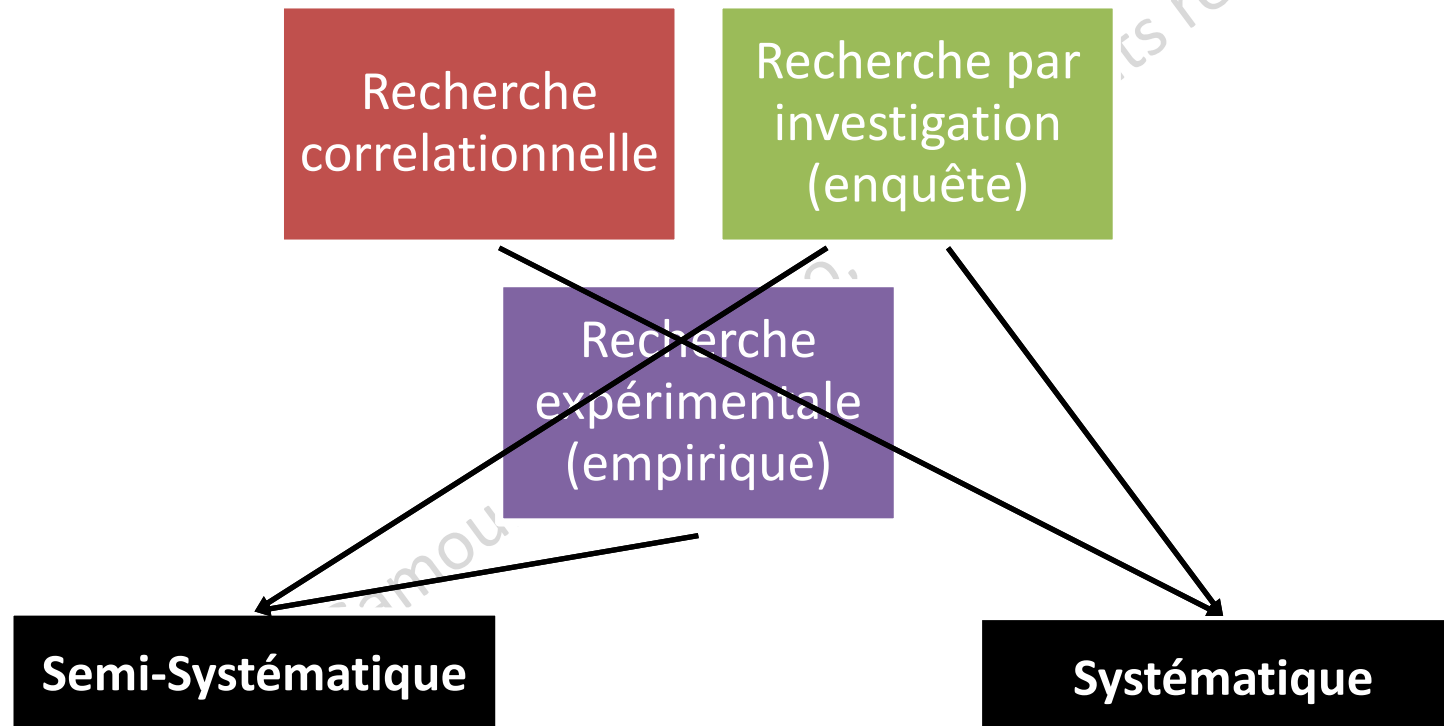 Recherche
correlationnelle
Recherche par
investigation
(enquête)
Recherche
expérimentale
(empirique)
Semi-Systématique
Systématique